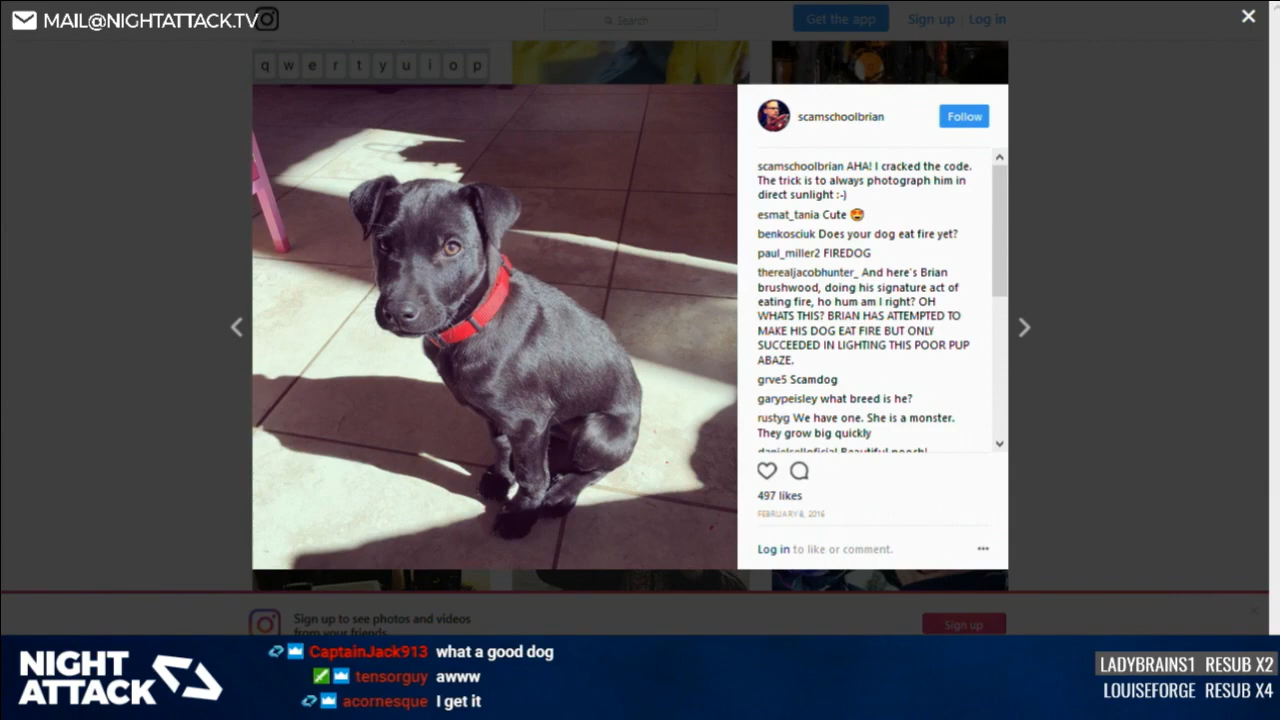 MAIL@NIGHTATTACK.TV
Search
Get the app
Sign up | Log in
q w e r t y u i o p
scamschoolbrian
Follow
scamschoolbrian AHA! I cracked the code.
The trick is to always photograph him in
direct sunlight :-)
esmat_tania Cute 😍
benkosciuk Does your dog eat fire yet?
paul_miller2 FIREDOG
therealjacobhunter_ And here's Brian
brushwood, doing his signature act of
eating fire, ho hum am I right? OH
WHATS THIS? BRIAN HAS ATTEMPTED TO
MAKE HIS DOG EAT FIRE BUT ONLY
SUCCEEDED IN LIGHTING THIS POOR PUP
ABAZE.
grve5 Scamdog
garypeisley what breed is he?
rustyg We have one. She is a monster.
They grow big quickly
497 likes
FEBRUARY 8, 2016
Log in to like or comment.
Sign up to see photos and videos
from your friends.
Sign up
NIGHT
ATTACK
CaptainJack913 what a good dog
tensorguy awww
acornesque I get it
LADYBRAINS1 RESUB X2
LOUISEFORGE RESUB X4